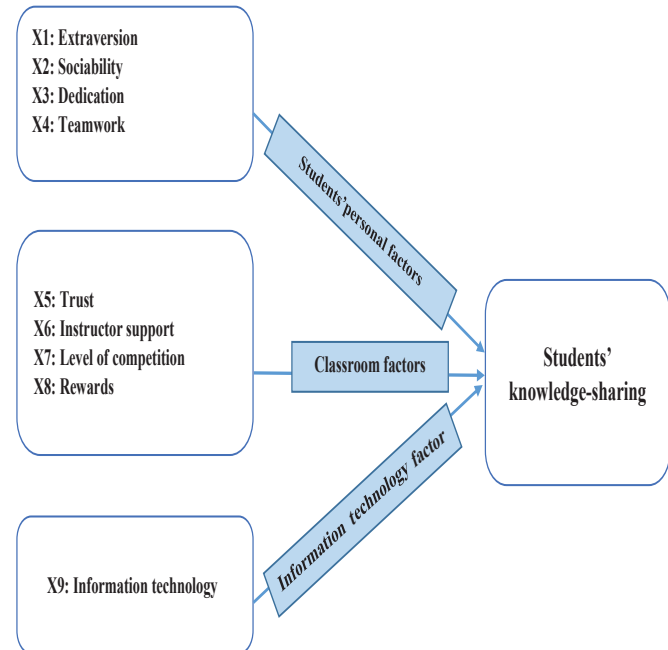 X1: Extraversion
X2: Sociability
X3: Dedication
X4: Teamwork
Students'personal factors
X5: Trust
X6: Instructor support
X7: Level of competition
X8: Rewards
Classroom factors
Students'
knowledge-sharing
Information technology factor
X9: Information technology